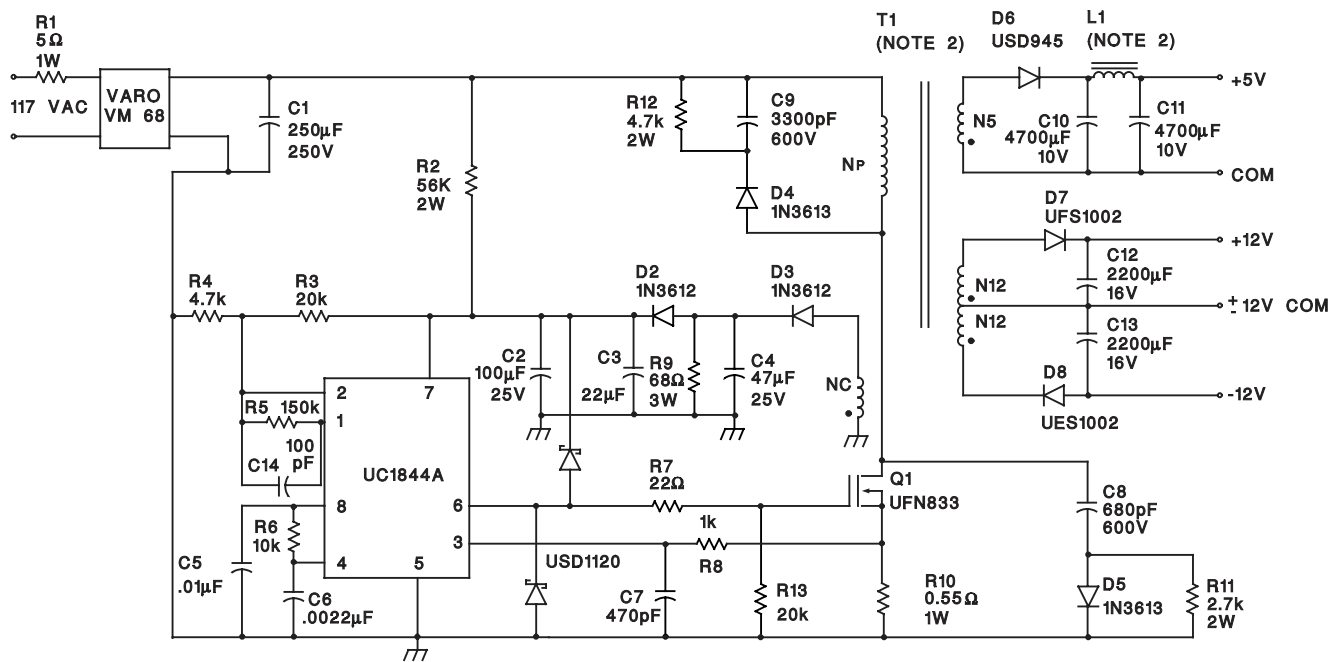 R1
5Ω
1W
117 VAC
VARO
VM 68
C1
250µF
250V
R2
56K
2W
R12
4.7k
2W
C9
3300pF
600V
D4
1N3613
NP
T1
(NOTE 2)
D6
USD945
L1
(NOTE 2)
+5V
N5
C10
4700µF
10V
C11
4700µF
10V
COM
D7
UFS1002
+12V
N12
N12
C12
2200µF
16V
± 12V COM
C13
2200µF
16V
D8
UES1002
-12V
R4
4.7k
R3
20k
D2
1N3612
D3
1N3612
C2
100µF
25V
C3
22µF
R9
68Ω
3W
C4
47µF
25V
NC
2
7
R5 150k
1
100
pF
C14
UC1844A
8
6
R6
10k
4
5
3
C5
.01µF
C6
.0022µF
R7
22Ω
Q1
UFN833
1k
R8
USD1120
C7
470pF
R13
20k
R10
0.55Ω
1W
C8
680pF
600V
D5
1N3613
R11
2.7k
2W